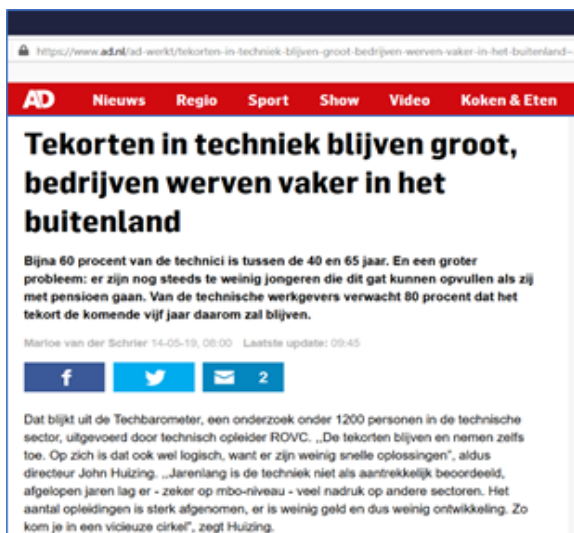 https://www.ad.nl/ad-werkt/tekorten-in-techniek-blijven-groot-bedrijven-werven-vaker-in-het-buitenland~
AD Nieuws Regio Sport Show Video Koken & Eten
Tekorten in techniek blijven groot,
bedrijven werven vaker in het
buitenland
Bijna 60 procent van de technici is tussen de 40 en 65 jaar. En een groter
probleem: er zijn nog steeds te weinig jongeren die dit gat kunnen opvullen als zij
met pensioen gaan. Van de technische werkgevers verwacht 80 procent dat het
tekort de komende vijf jaar daarom zal blijven.
Marloe van der Schrier 14-05-19, 08:00 Laatste update: 09:45
f 2
Dat blijkt uit de Techbarometer, een onderzoek onder 1200 personen in de technische
sector, uitgevoerd door technisch opleider ROVC. ,,De tekorten blijven en nemen zelfs
toe. Op zich is dat ook wel logisch, want er zijn weinig snelle oplossingen", aldus
directeur John Huizing. ,,Jarenlang is de techniek niet als aantrekkelijk beoordeeld,
afgelopen jaren lag er - zeker op mbo-niveau - veel nadruk op andere sectoren. Het
aantal opleidingen is sterk afgenomen, er is weinig geld en dus weinig ontwikkeling. Zo
kom je in een vicieuze cirkel", zegt Huizing.